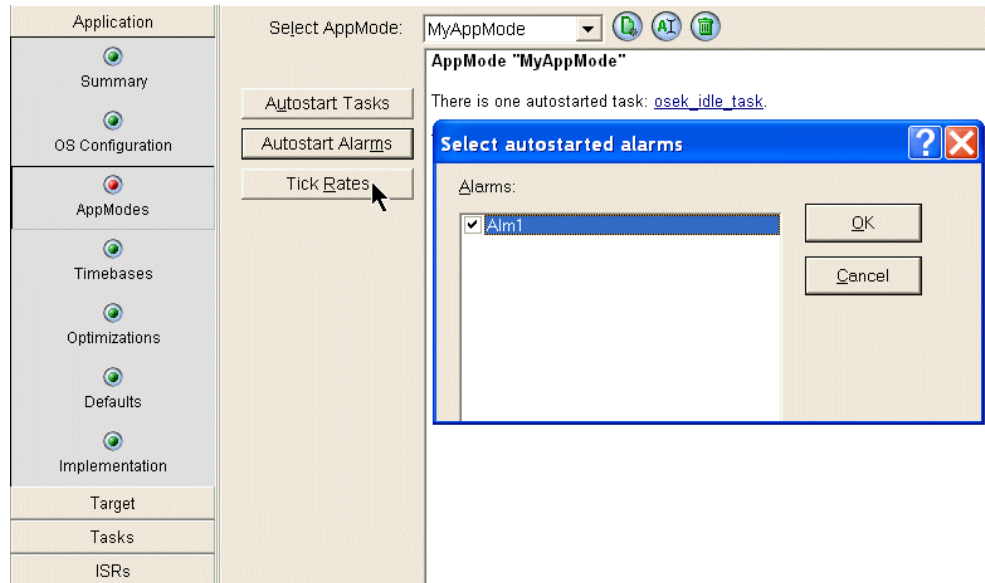 Application
Summary
OS Configuration
AppModes
Timebases
Optimizations
Defaults
Implementation
Target
Tasks
ISRs
Select AppMode:
MyAppMode
AI
Autostart Tasks
Autostart Alarms
Tick Rates
AppMode "MyAppMode"
There is one autostarted task: osek_idle_task.
Select autostarted alarms
?
Alarms:
Alm1
OK
Cancel